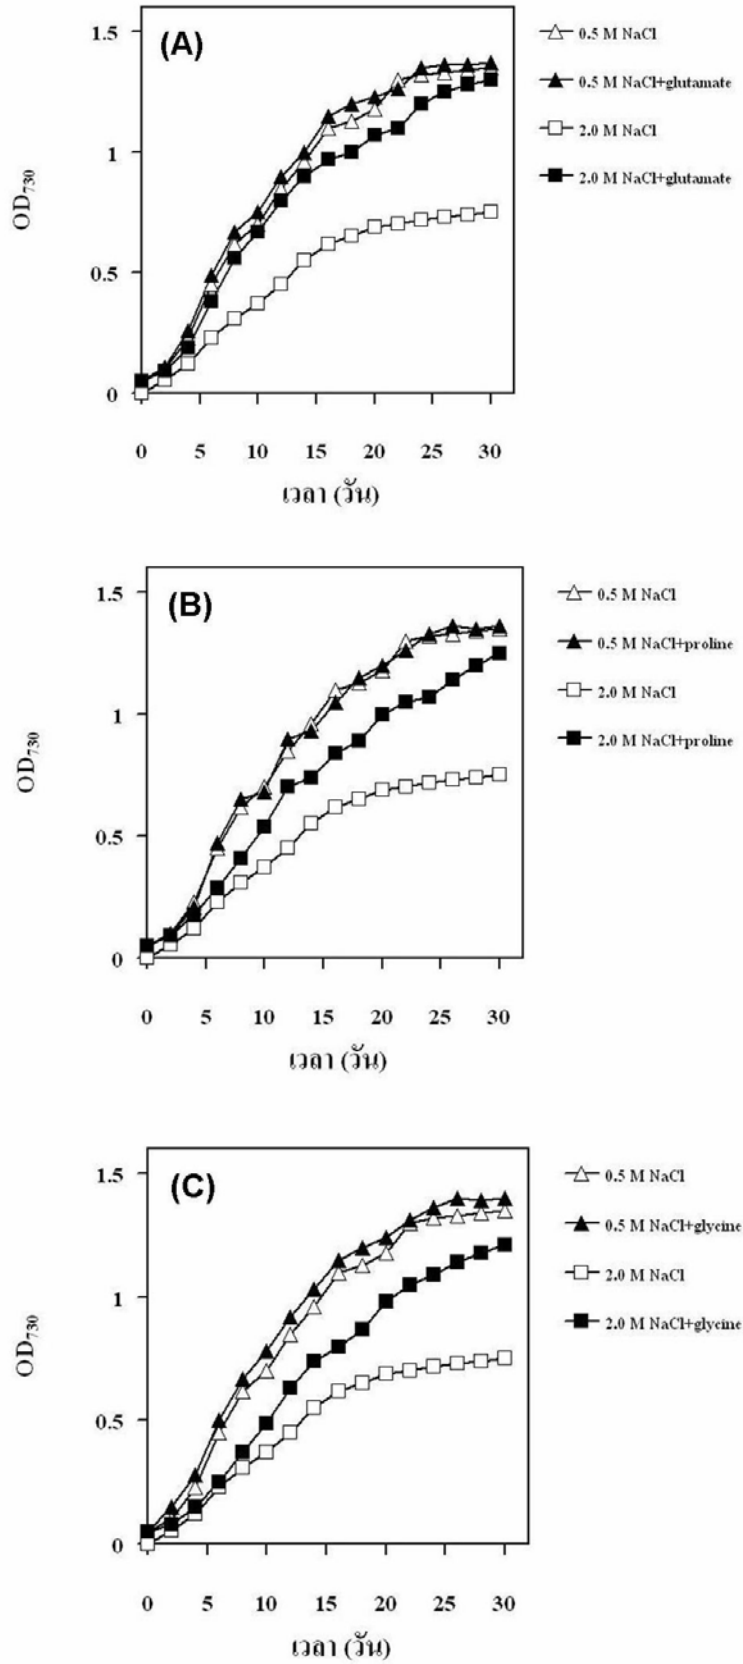 (A)
1.5
1
0.5
0
OD730
0 5 10 15 20 25 30
เวลา (วัน)
0.5 M NaCl
0.5 M NaCl+glutamate
2.0 M NaCl
2.0 M NaCl+glutamate
(B)
1.5
1
0.5
0
OD730
0 5 10 15 20 25 30
เวลา (วัน)
0.5 M NaCl
0.5 M NaCl+proline
2.0 M NaCl
2.0 M NaCl+proline
(C)
1.5
1
0.5
0
OD730
0 5 10 15 20 25 30
เวลา (วัน)
0.5 M NaCl
0.5 M NaCl+glycine
2.0 M NaCl
2.0 M NaCl+glycine